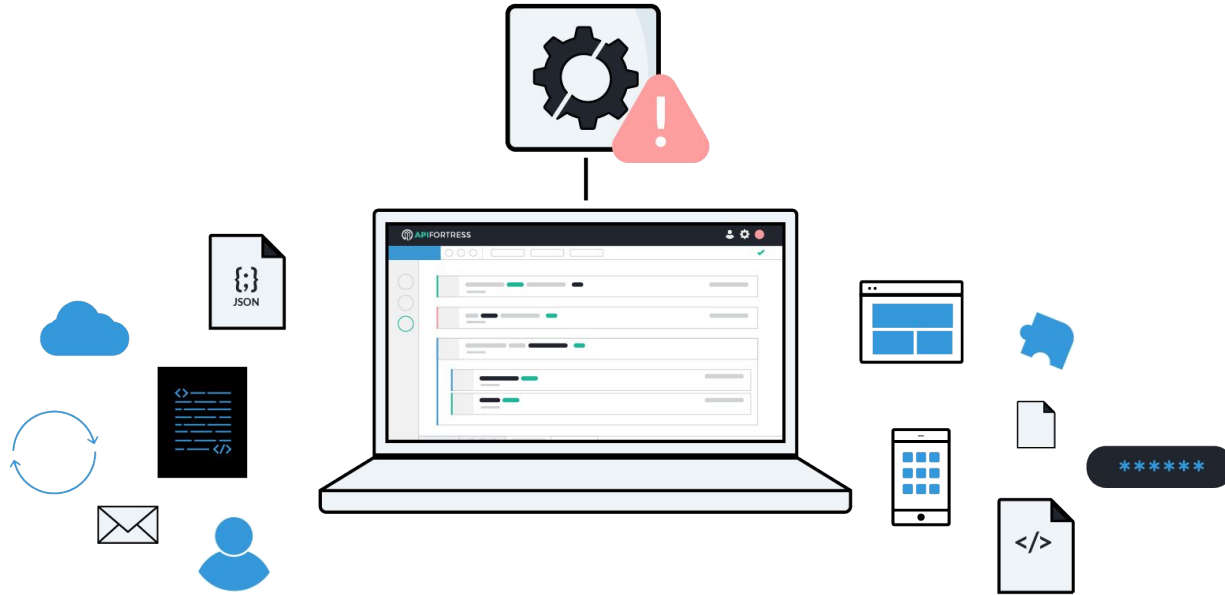 APIFORTRESS
{;}
JSON
<>
</>
******
</>